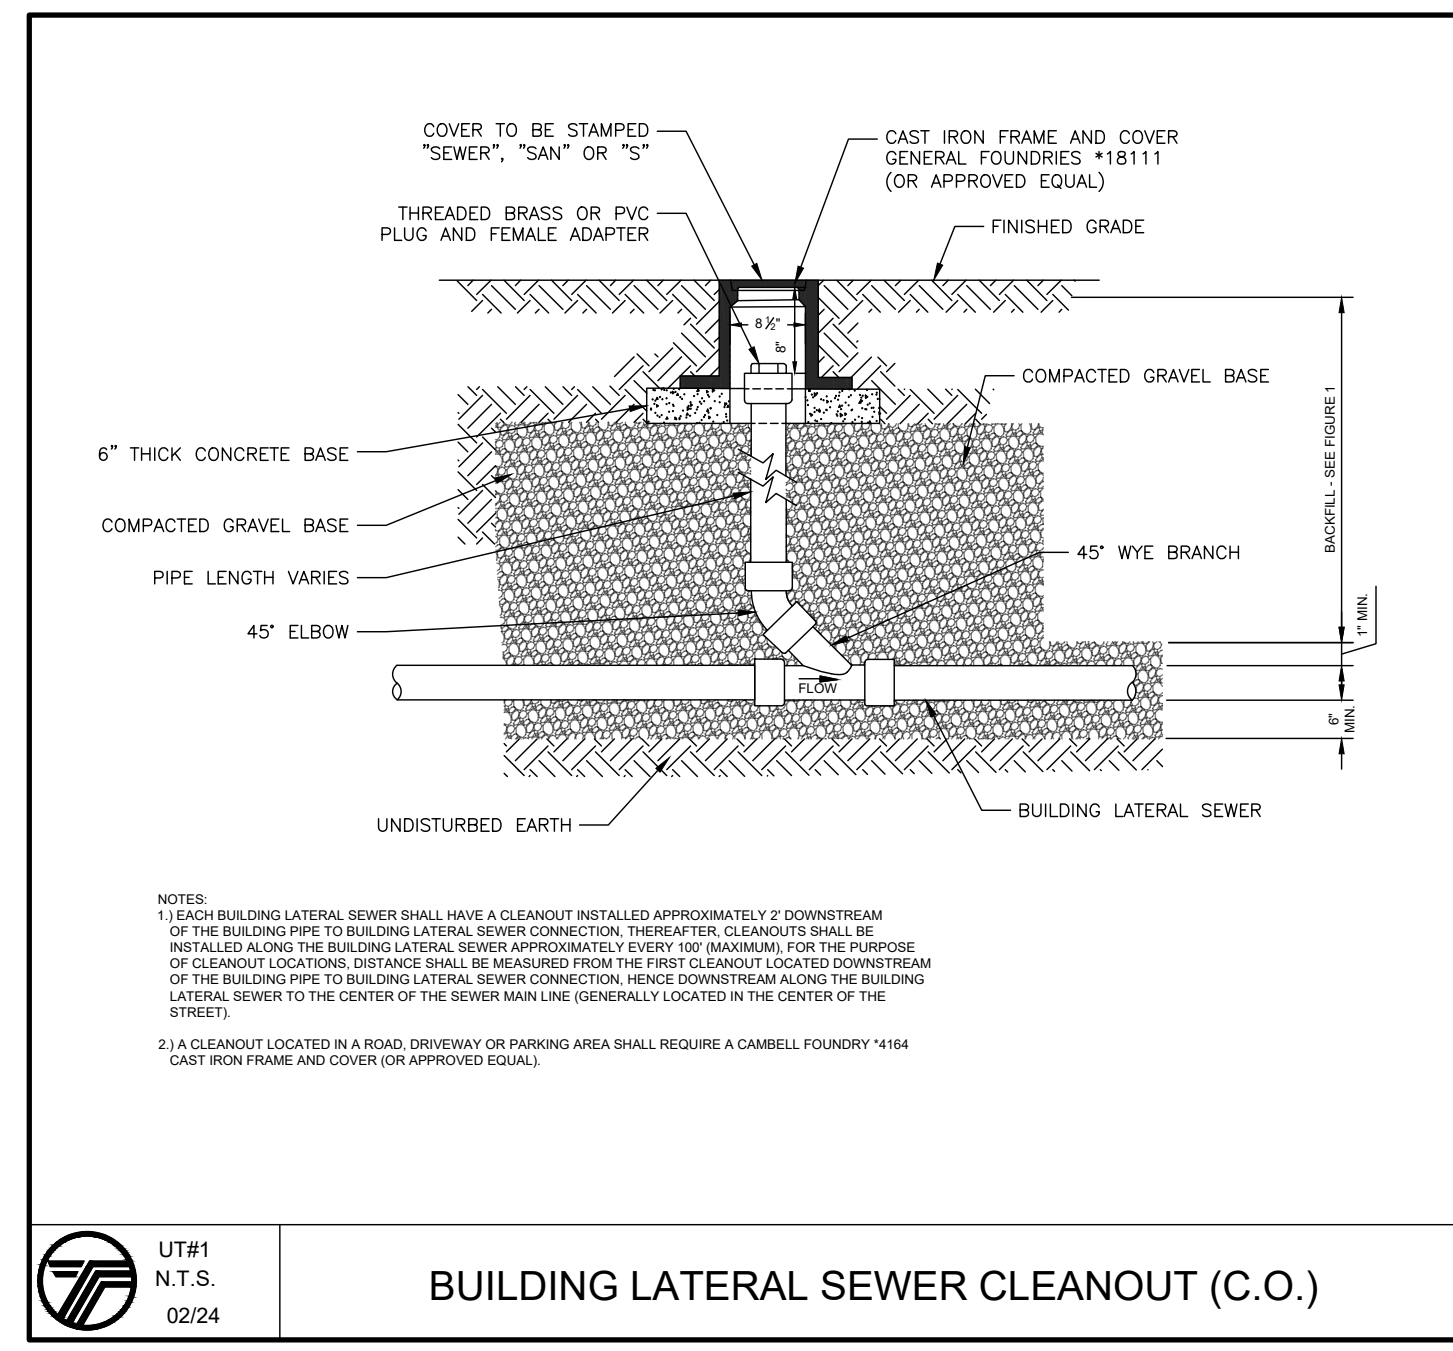 COVER TO BE STAMPED
"SEWER", "SAN" OR "S"
CAST IRON FRAME AND COVER
GENERAL FOUNDRIES *18111
(OR APPROVED EQUAL)
THREADED BRASS OR PVC
PLUG AND FEMALE ADAPTER
FINISHED GRADE
8 ½"
8"
COMPACTED GRAVEL BASE
BACKFILL - SEE FIGURE 1
6" THICK CONCRETE BASE
COMPACTED GRAVEL BASE
45° WYE BRANCH
PIPE LENGTH VARIES
1" MIN.
45° ELBOW
FLOW
6"
MIN.
BUILDING LATERAL SEWER
UNDISTURBED EARTH
NOTES:
1.) EACH BUILDING LATERAL SEWER SHALL HAVE A CLEANOUT INSTALLED APPROXIMATELY 2' DOWNSTREAM
OF THE BUILDING PIPE TO BUILDING LATERAL SEWER CONNECTION, THEREAFTER, CLEANOUTS SHALL BE
INSTALLED ALONG THE BUILDING LATERAL SEWER APPROXIMATELY EVERY 100' (MAXIMUM), FOR THE PURPOSE
OF CLEANOUT LOCATIONS, DISTANCE SHALL BE MEASURED FROM THE FIRST CLEANOUT LOCATED DOWNSTREAM
OF THE BUILDING PIPE TO BUILDING LATERAL SEWER CONNECTION, HENCE DOWNSTREAM ALONG THE BUILDING
LATERAL SEWER TO THE CENTER OF THE SEWER MAIN LINE (GENERALLY LOCATED IN THE CENTER OF THE
STREET).
2.) A CLEANOUT LOCATED IN A ROAD, DRIVEWAY OR PARKING AREA SHALL REQUIRE A CAMBELL FOUNDRY *4164
CAST IRON FRAME AND COVER (OR APPROVED EQUAL).
UT#1
N.T.S.
02/24
BUILDING LATERAL SEWER CLEANOUT (C.O.)